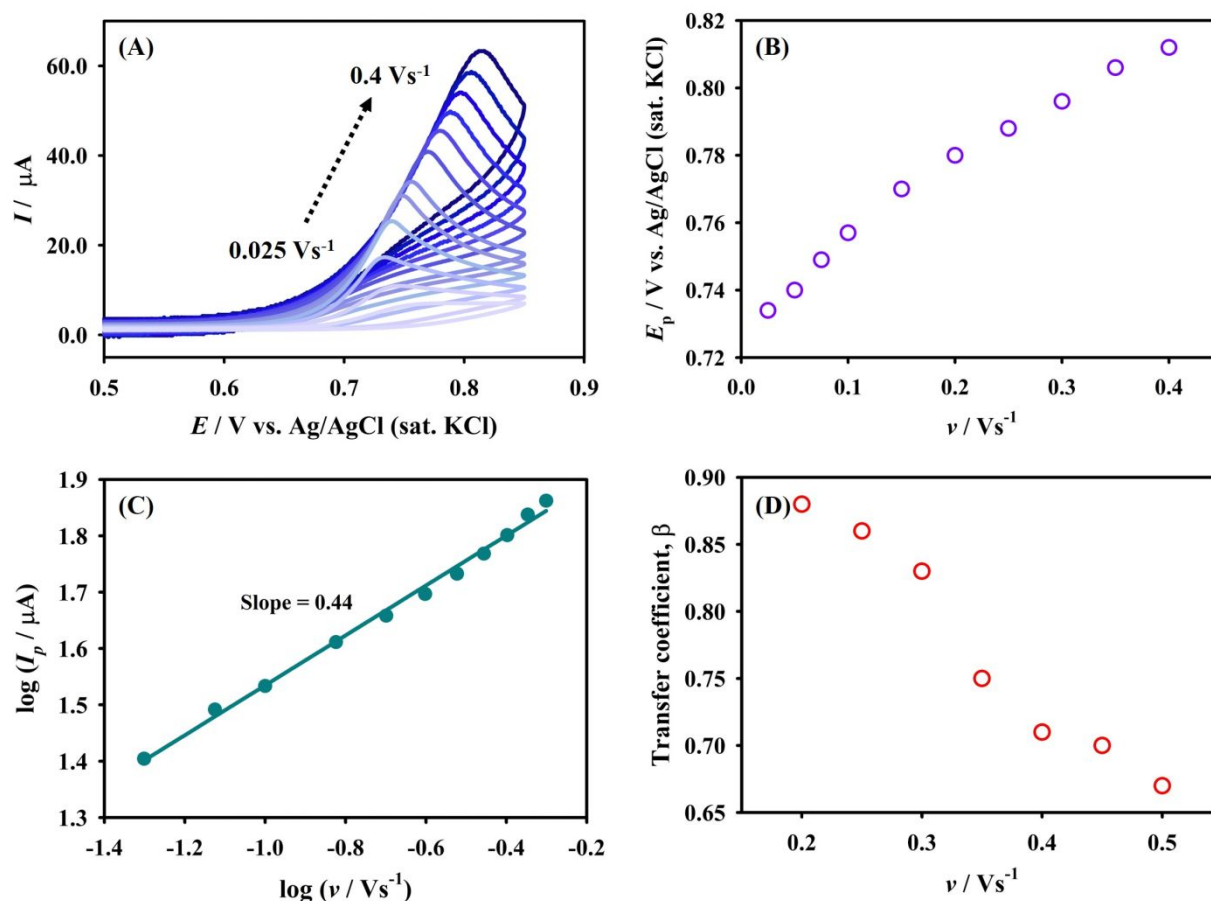 (A)
0.4 Vs⁻¹
0.025 Vs⁻¹
60.0
40.0
20.0
0.0
I / µA
0.5 0.6 0.7 0.8 0.9
E / V vs. Ag/AgCl (sat. KCl)
(B)
0.82
0.80
0.78
0.76
0.74
0.72
E_p / V vs. Ag/AgCl (sat. KCl)
0.0 0.1 0.2 0.3 0.4
v / Vs⁻¹
(C)
Slope = 0.44
1.9
1.8
1.7
1.6
1.5
1.4
1.3
log (I_p / µA)
-1.4 -1.2 -1.0 -0.8 -0.6 -0.4 -0.2
log (v / Vs⁻¹)
(D)
0.90
0.85
0.80
0.75
0.70
0.65
Transfer coefficient, β
0.2 0.3 0.4 0.5
v / Vs⁻¹